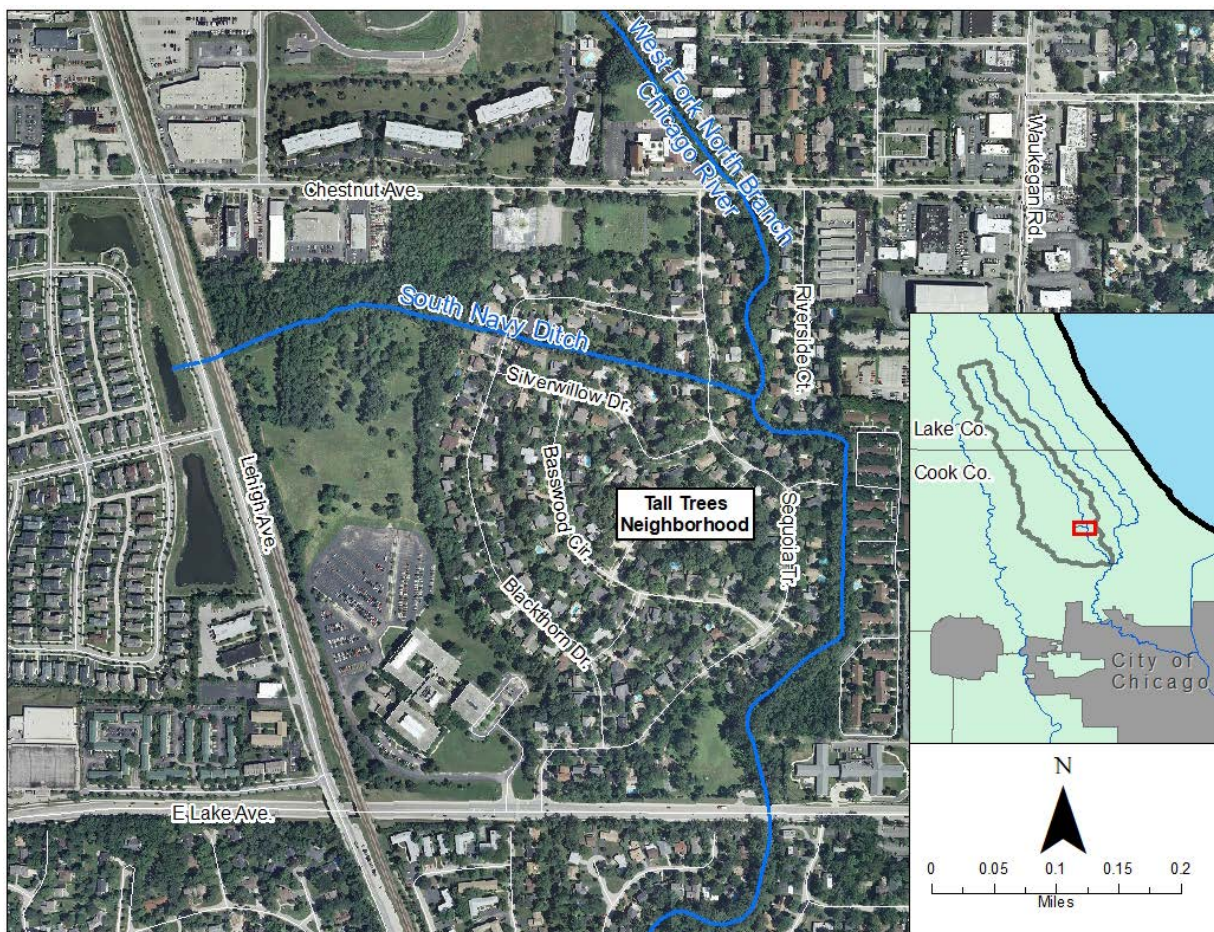 West Fork North Branch
Chicago River
Waukegan Rd.
Chestnut Ave.
South Navy Ditch
Riverside Ct.
Silverwillow Dr.
Lehigh Ave.
Basswood Cir.
Tall Trees
Neighborhood
Sequoia Tr.
Blackthorn Dr.
E Lake Ave.
Lake Co.
Cook Co.
City of
Chicago
N
0 0.05 0.1 0.15 0.2
Miles